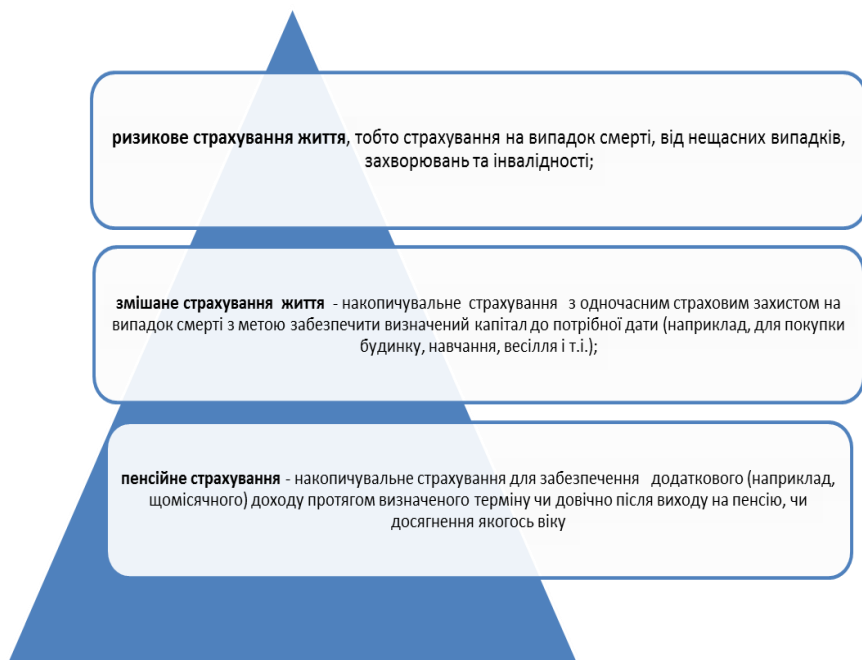 ризикове страхування життя, тобто страхування на випадок смерті, від нещасних випадків,
захворювань та інвалідності;
змішане страхування життя - накопичувальне страхування з одночасним страховим захистом на
випадок смерті з метою забезпечити визначений капітал до потрібної дати (наприклад, для покупки
будинку, навчання, весілля і т.і.);
пенсійне страхування - накопичувальне страхування для забезпечення додаткового (наприклад,
щомісячного) доходу протягом визначеного терміну чи довічно після виходу на пенсію, чи
досягнення якогось віку